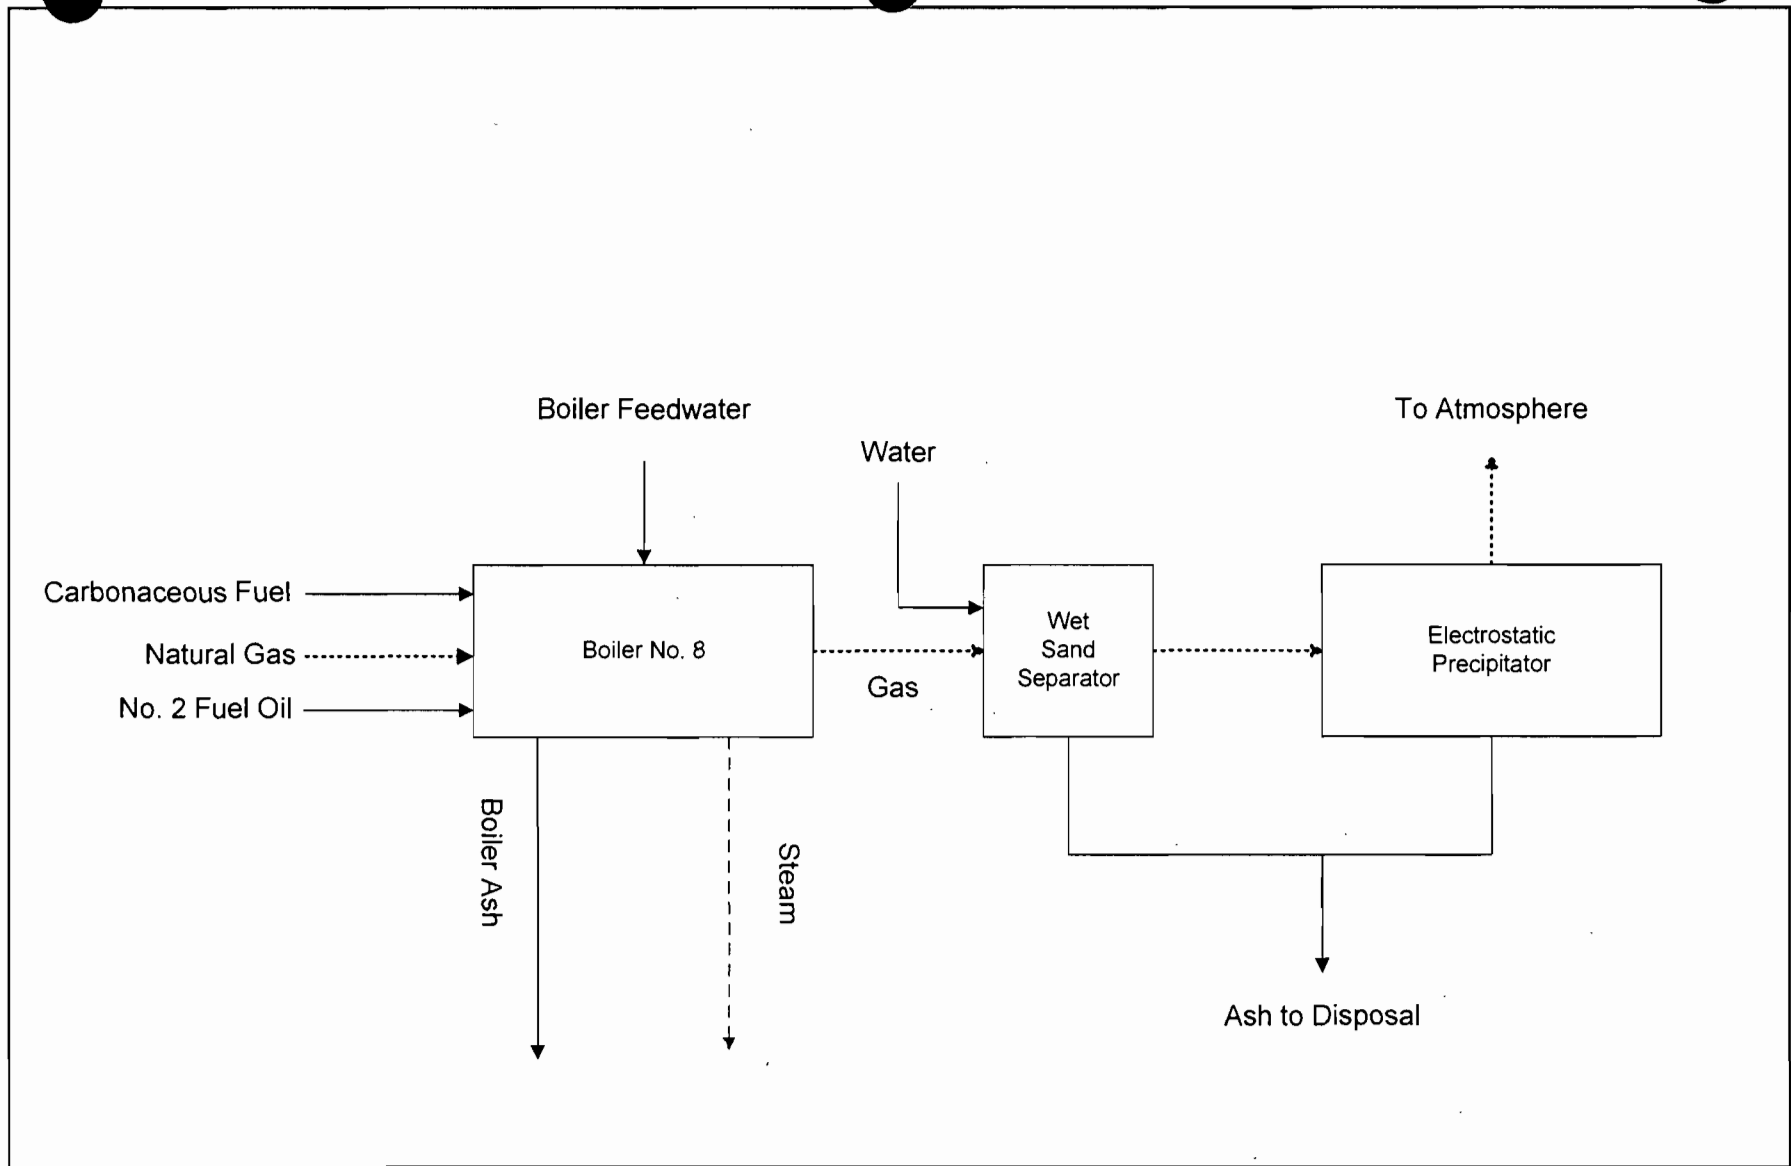 Boiler Feedwater
To Atmosphere
Water
Carbonaceous Fuel
Natural Gas
No. 2 Fuel Oil
Boiler No. 8
Gas
Wet
Sand
Separator
Electrostatic
Precipitator
Boiler Ash
Steam
Ash to Disposal